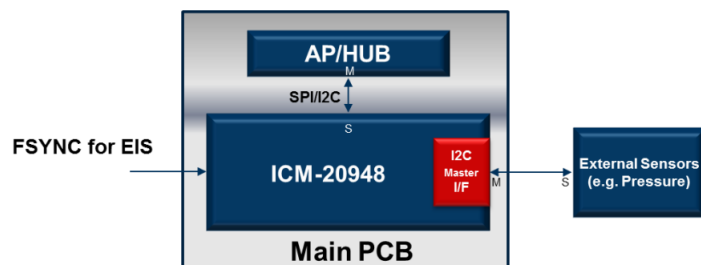 AP/HUB
M
SPI/I2C
S
FSYNC for EIS
ICM-20948
I2C
Master
I/F
M
S
External Sensors
(e.g. Pressure)
Main PCB